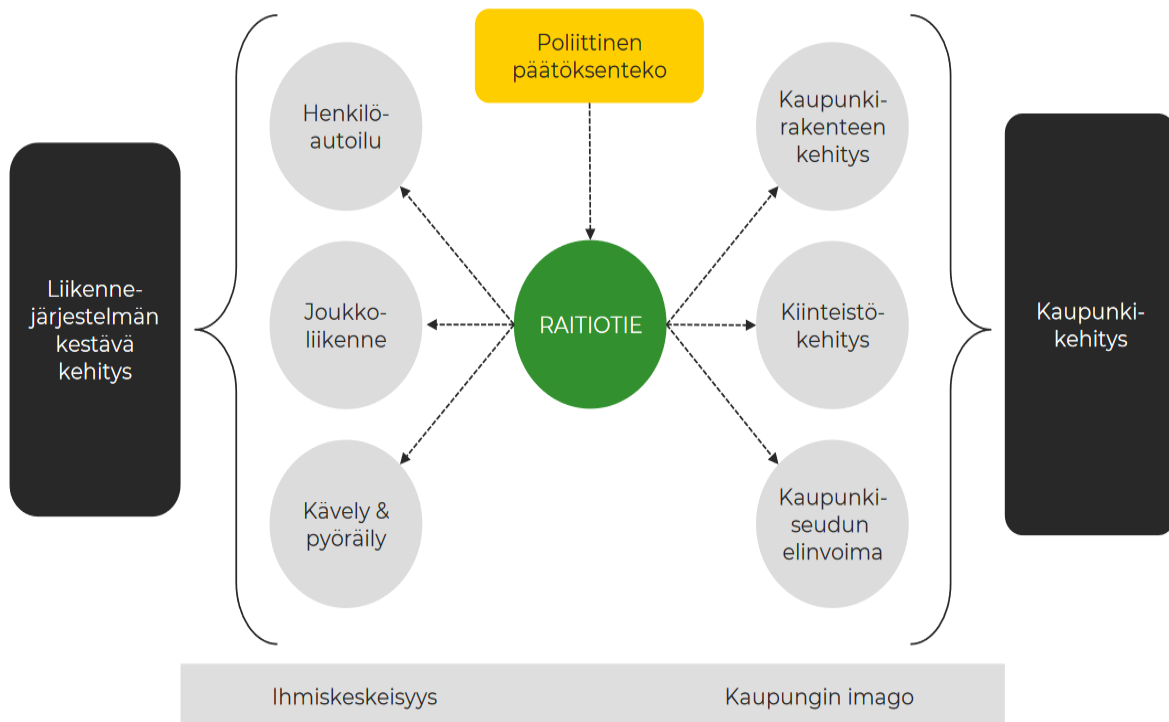 Poliittinen
päätöksenteko
Liikenne-
järjestelmän
kestävä
kehitys
Henkilö-
autoilu
Joukko-
liikenne
Kävely &
pyöräily
RAITIOTIE
Kaupunki-
rakenteen
kehitys
Kiinteistö-
kehitys
Kaupunki-
seudun
elinvoima
Kaupunki-
kehitys
Ihmiskeskeisyys
Kaupungin imago